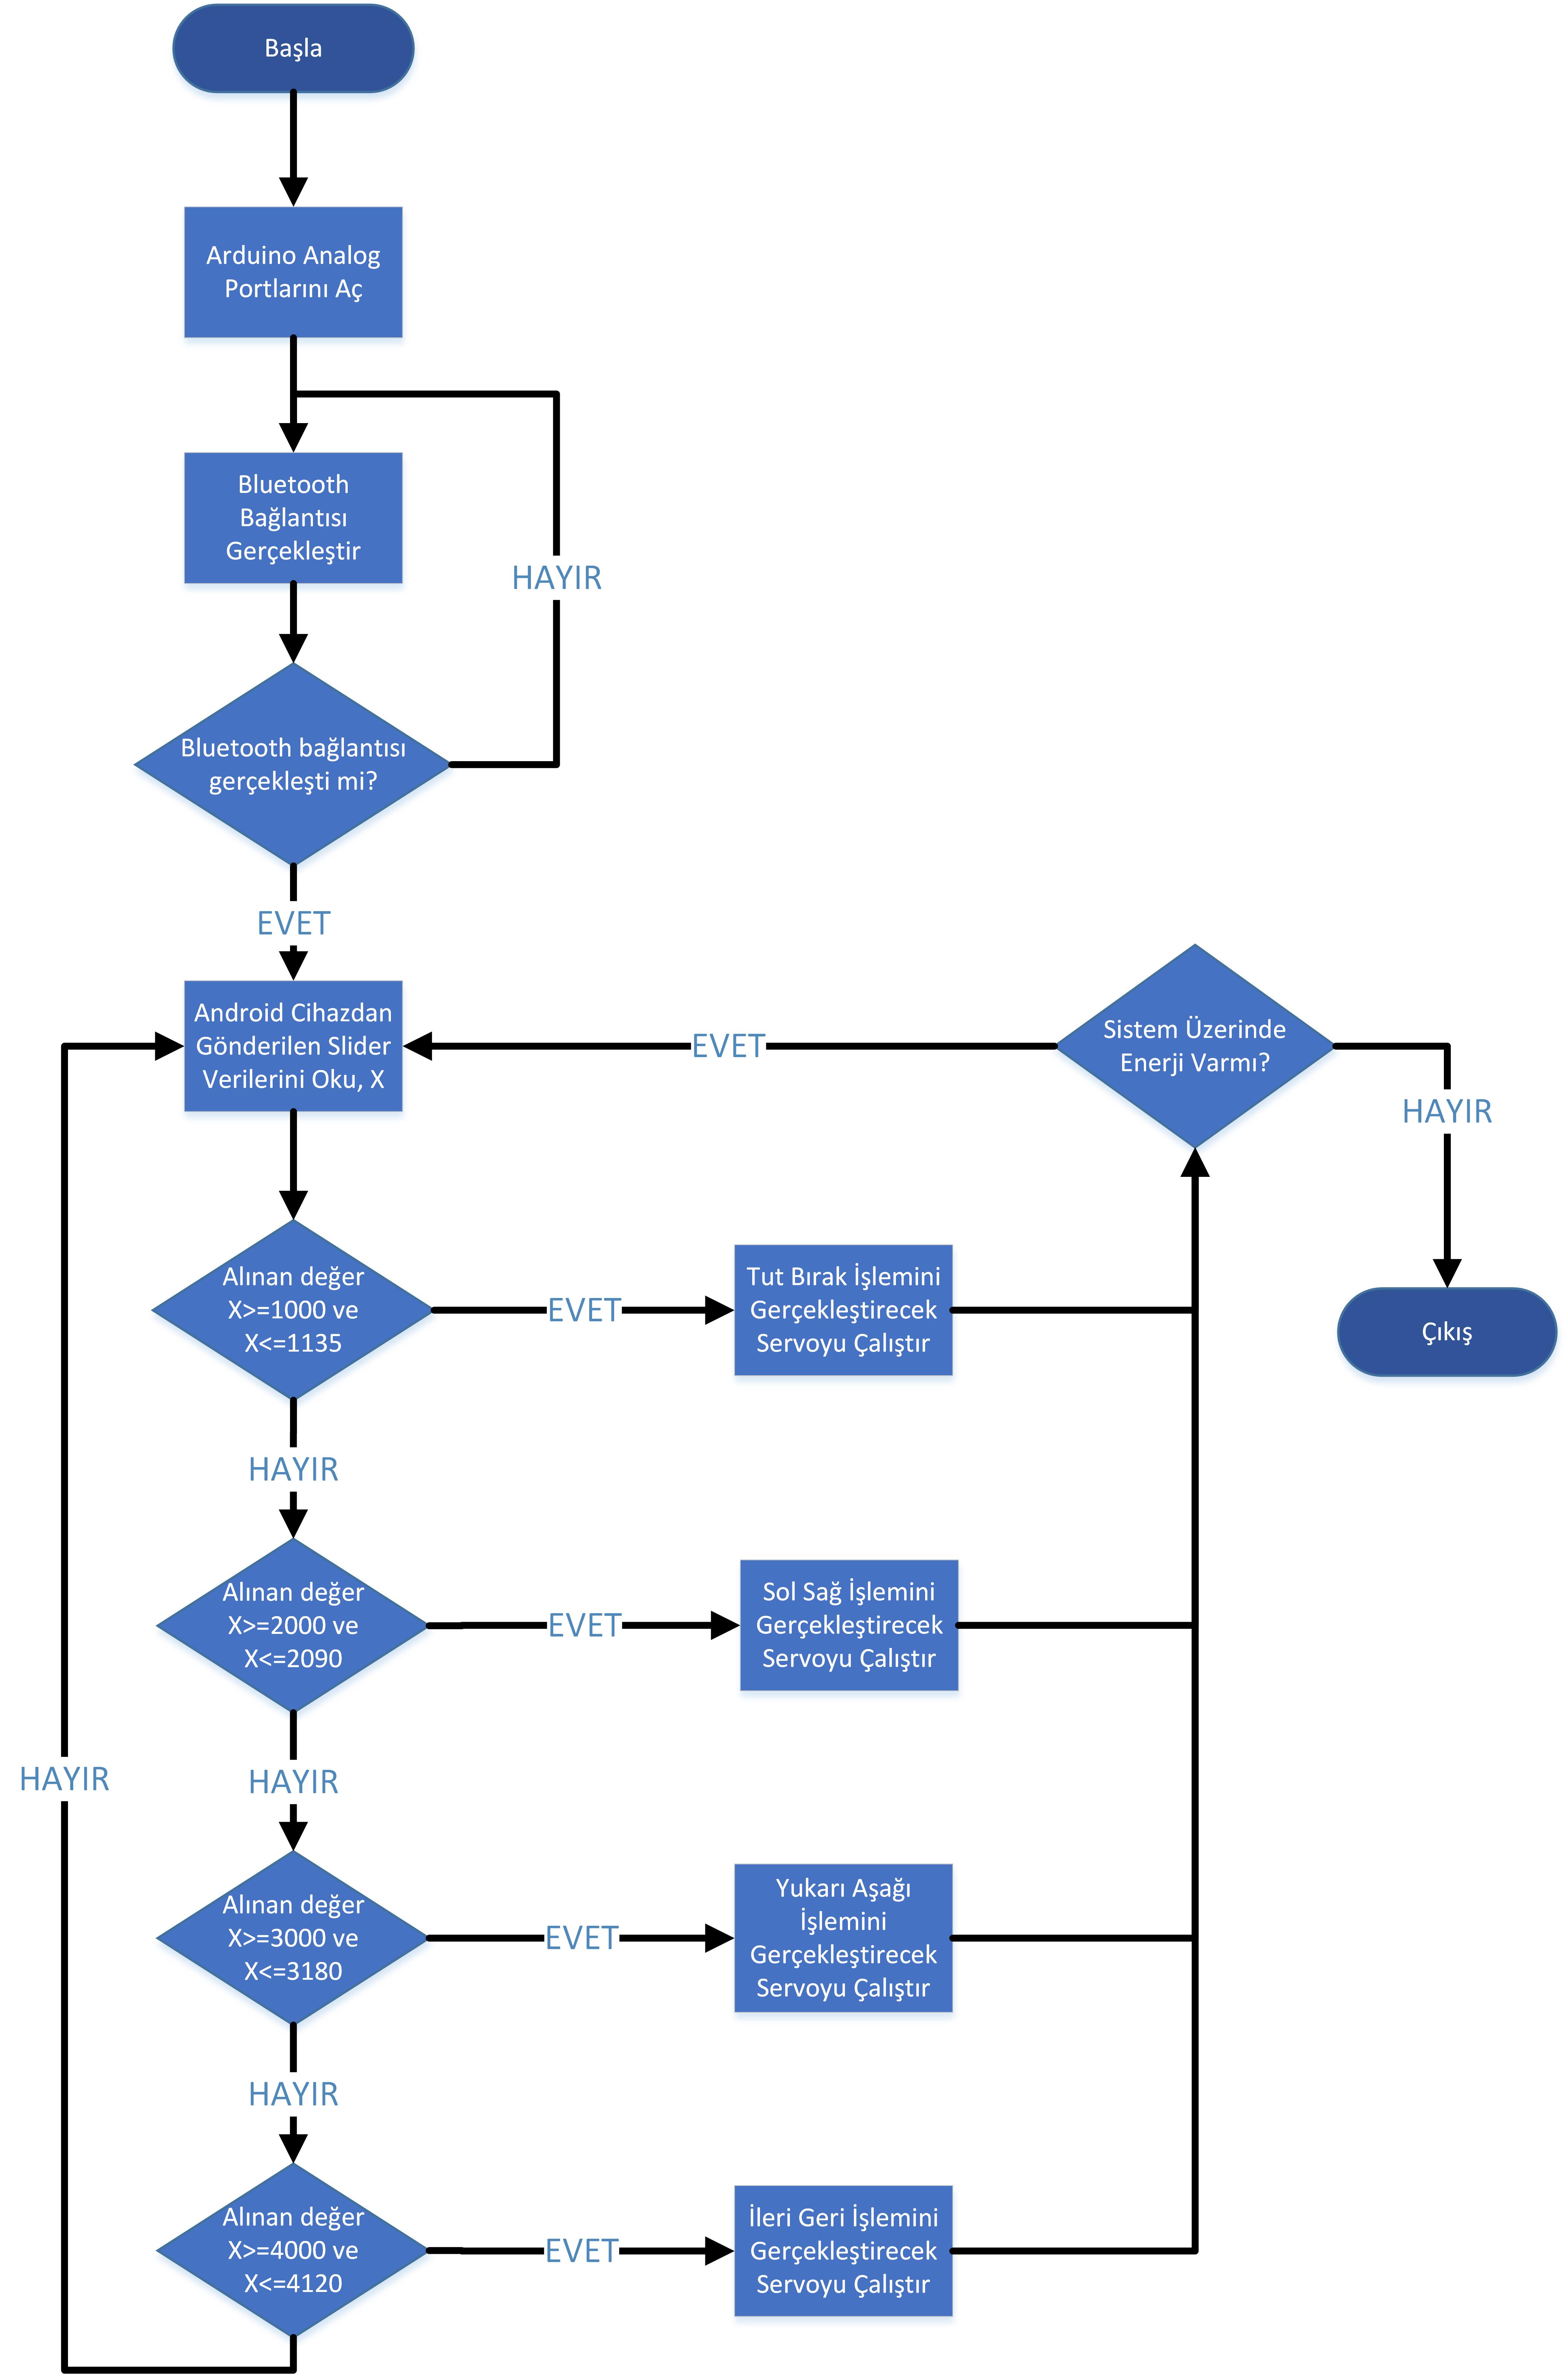 Başla
Arduino Analog
Portlarını Aç
Bluetooth
Bağlantısı
Gerçekleştir
HAYIR
Bluetooth bağlantısı
gerçekleşti mi?
EVET
Android Cihazdan
Gönderilen Slider
Verilerini Oku, X
EVET
Sistem Üzerinde
Enerji Varmı?
HAYIR
Çıkış
Alınan değer
X>=1000 ve
X<=1135
EVET
Tut Bırak İşlemini
Gerçekleştirecek
Servoyu Çalıştır
HAYIR
Alınan değer
X>=2000 ve
X<=2090
EVET
Sol Sağ İşlemini
Gerçekleştirecek
Servoyu Çalıştır
HAYIR
HAYIR
Alınan değer
X>=3000 ve
X<=3180
EVET
Yukarı Aşağı
İşlemini
Gerçekleştirecek
Servoyu Çalıştır
HAYIR
Alınan değer
X>=4000 ve
X<=4120
EVET
İleri Geri İşlemini
Gerçekleştirecek
Servoyu Çalıştır